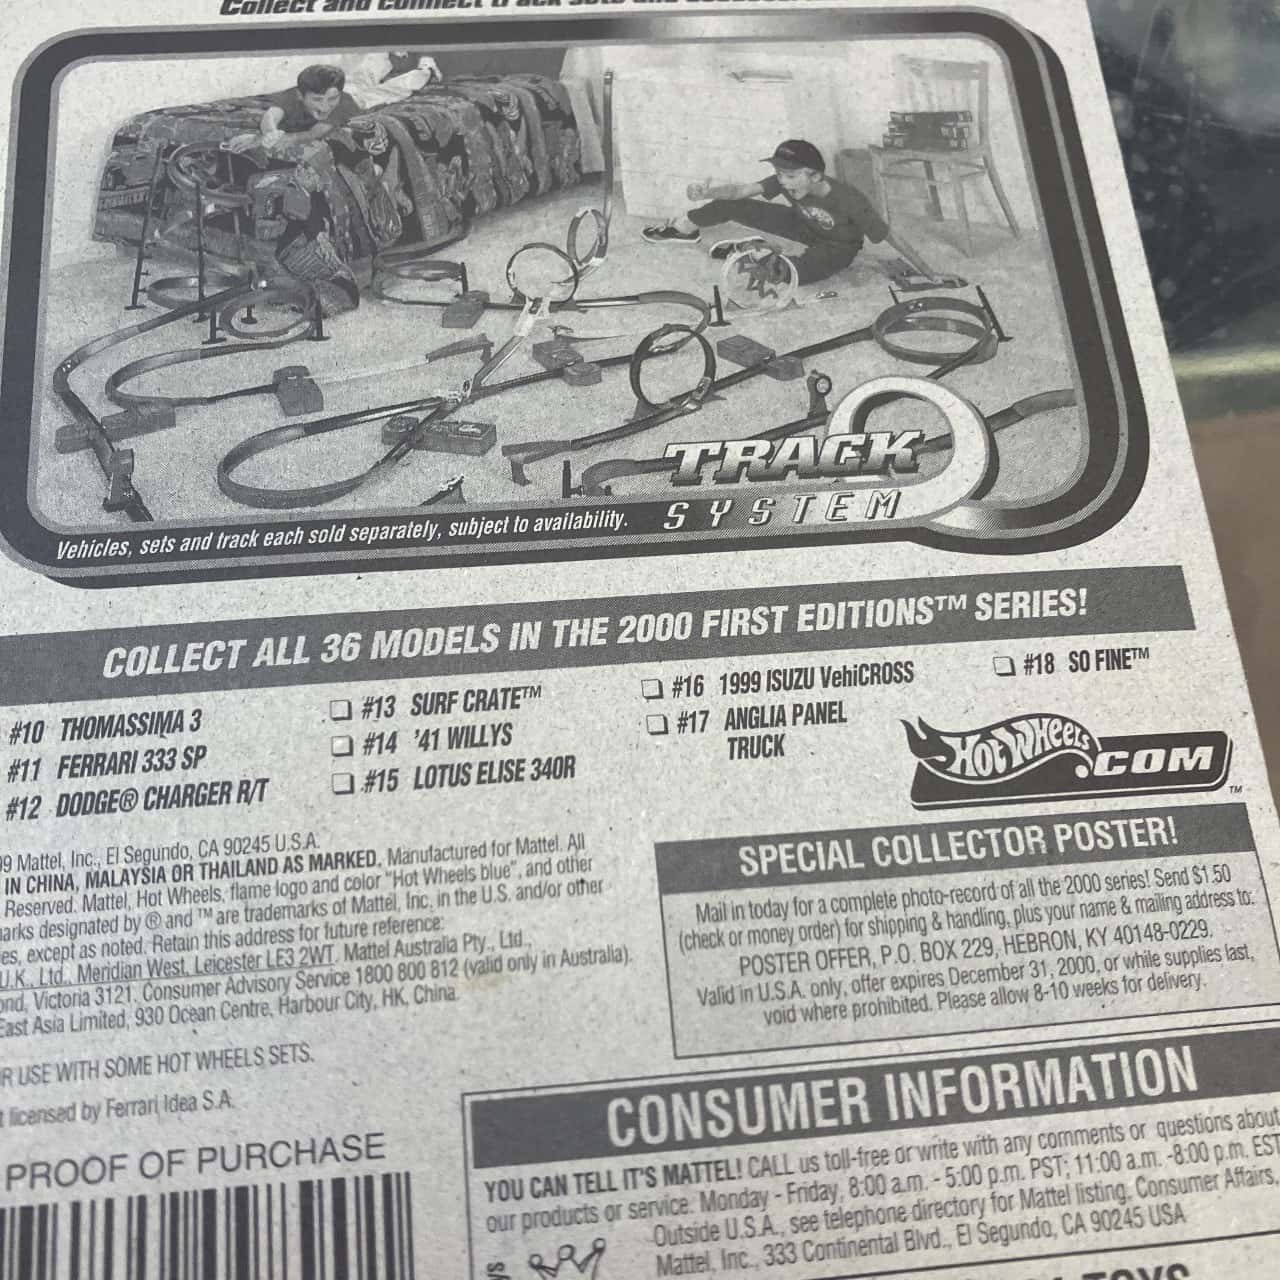 Collect and connect track sets and
TRACK
SYSTEM
Vehicles, sets and track each sold separately, subject to availability.
COLLECT ALL 36 MODELS IN THE 2000 FIRST EDITIONS™ SERIES!
#10 THOMASSIMA 3
#11 FERRARI 333 SP
#12 DODGE® CHARGER R/T
#13 SURF CRATE™
#14 '41 WILLYS
#15 LOTUS ELISE 340R
#16 1999 ISUZU VehiCROSS
#17 ANGLIA PANEL
TRUCK
#18 SO FINE™
Hot Wheels.COM™
99 Mattel, Inc., El Segundo, CA 90245 U.S.A.
IN CHINA, MALAYSIA OR THAILAND AS MARKED. Manufactured for Mattel. All
Reserved. Mattel, Hot Wheels, flame logo and color "Hot Wheels blue", and other
arks designated by ® and ™ are trademarks of Mattel, Inc. in the U.S. and/or other
es, except as noted. Retain this address for future reference:
U.K., Ltd., Meridian West, Leicester LE3 2WT. Mattel Australia Pty., Ltd.,
ond, Victoria 3121. Consumer Advisory Service 1800 800 812 (valid only in Australia).
East Asia Limited, 930 Ocean Centre, Harbour City, HK, China.
R USE WITH SOME HOT WHEELS SETS.
t licensed by Ferrari Idea S.A.
PROOF OF PURCHASE
SPECIAL COLLECTOR POSTER!
Mail in today for a complete photo-record of all the 2000 series! Send $1.50
(check or money order) for shipping & handling, plus your name & mailing address to:
POSTER OFFER, P.O. BOX 229, HEBRON, KY 40148-0229.
Valid in U.S.A. only, offer expires December 31, 2000, or while supplies last,
void where prohibited. Please allow 8-10 weeks for delivery.
CONSUMER INFORMATION
YOU CAN TELL IT'S MATTEL! CALL us toll-free or write with any comments or questions about
our products or service. Monday - Friday, 8:00 a.m. - 5:00 p.m. PST; 11:00 a.m. -8:00 p.m. EST
Outside U.S.A., see telephone directory for Mattel listing. Consumer Affairs,
Mattel, Inc., 333 Continental Blvd., El Segundo, CA 90245 USA